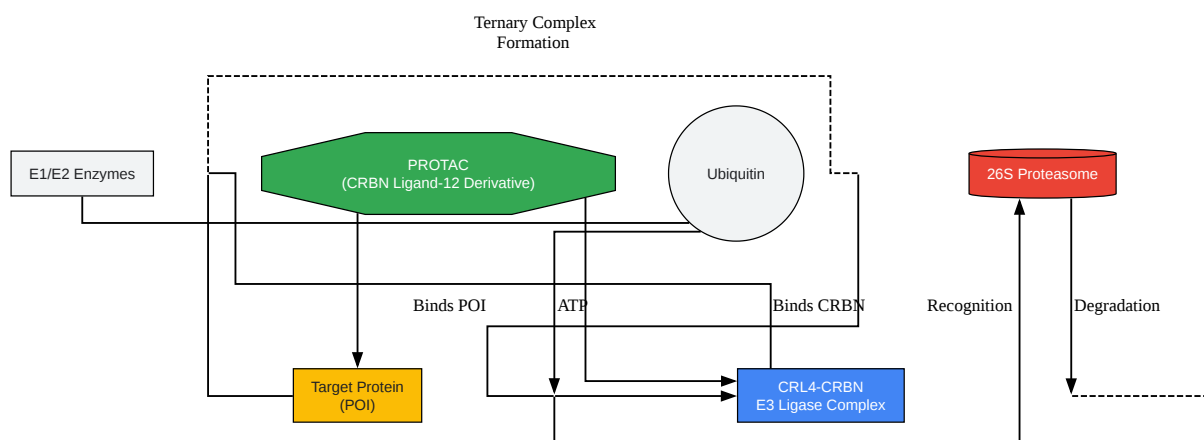 Ternary Complex
Formation
E1/E2 Enzymes
PROTAC
(CRBN Ligand-12 Derivative)
Ubiquitin
26S Proteasome
Binds POI
ATP
Binds CRBN
Recognition
Degradation
Target Protein
(POI)
CRL4-CRBN
E3 Ligase Complex